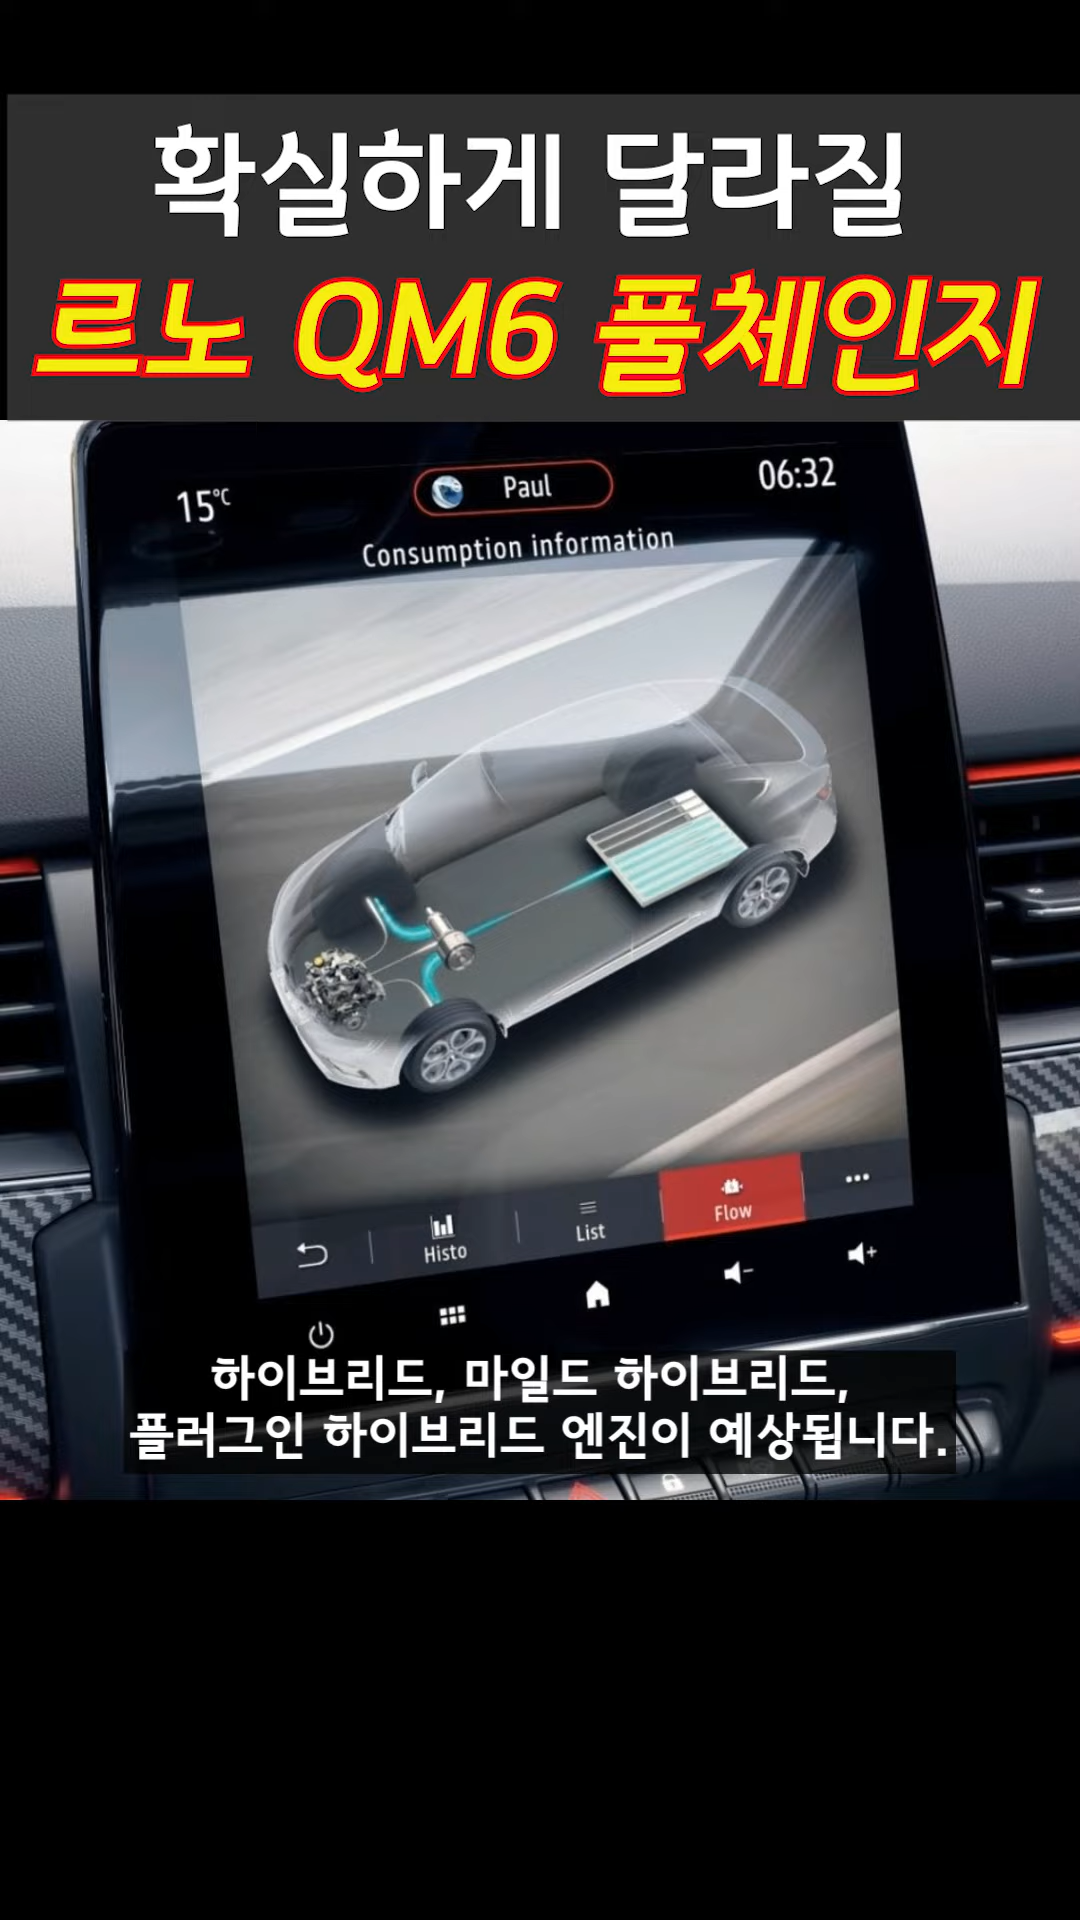 확실하게 달라질
르노 QM6 풀체인지
15°C
Paul
06:32
Consumption information
Histo
List
Flow
하이브리드, 마일드 하이브리드,
플러그인 하이브리드 엔진이 예상됩니다.